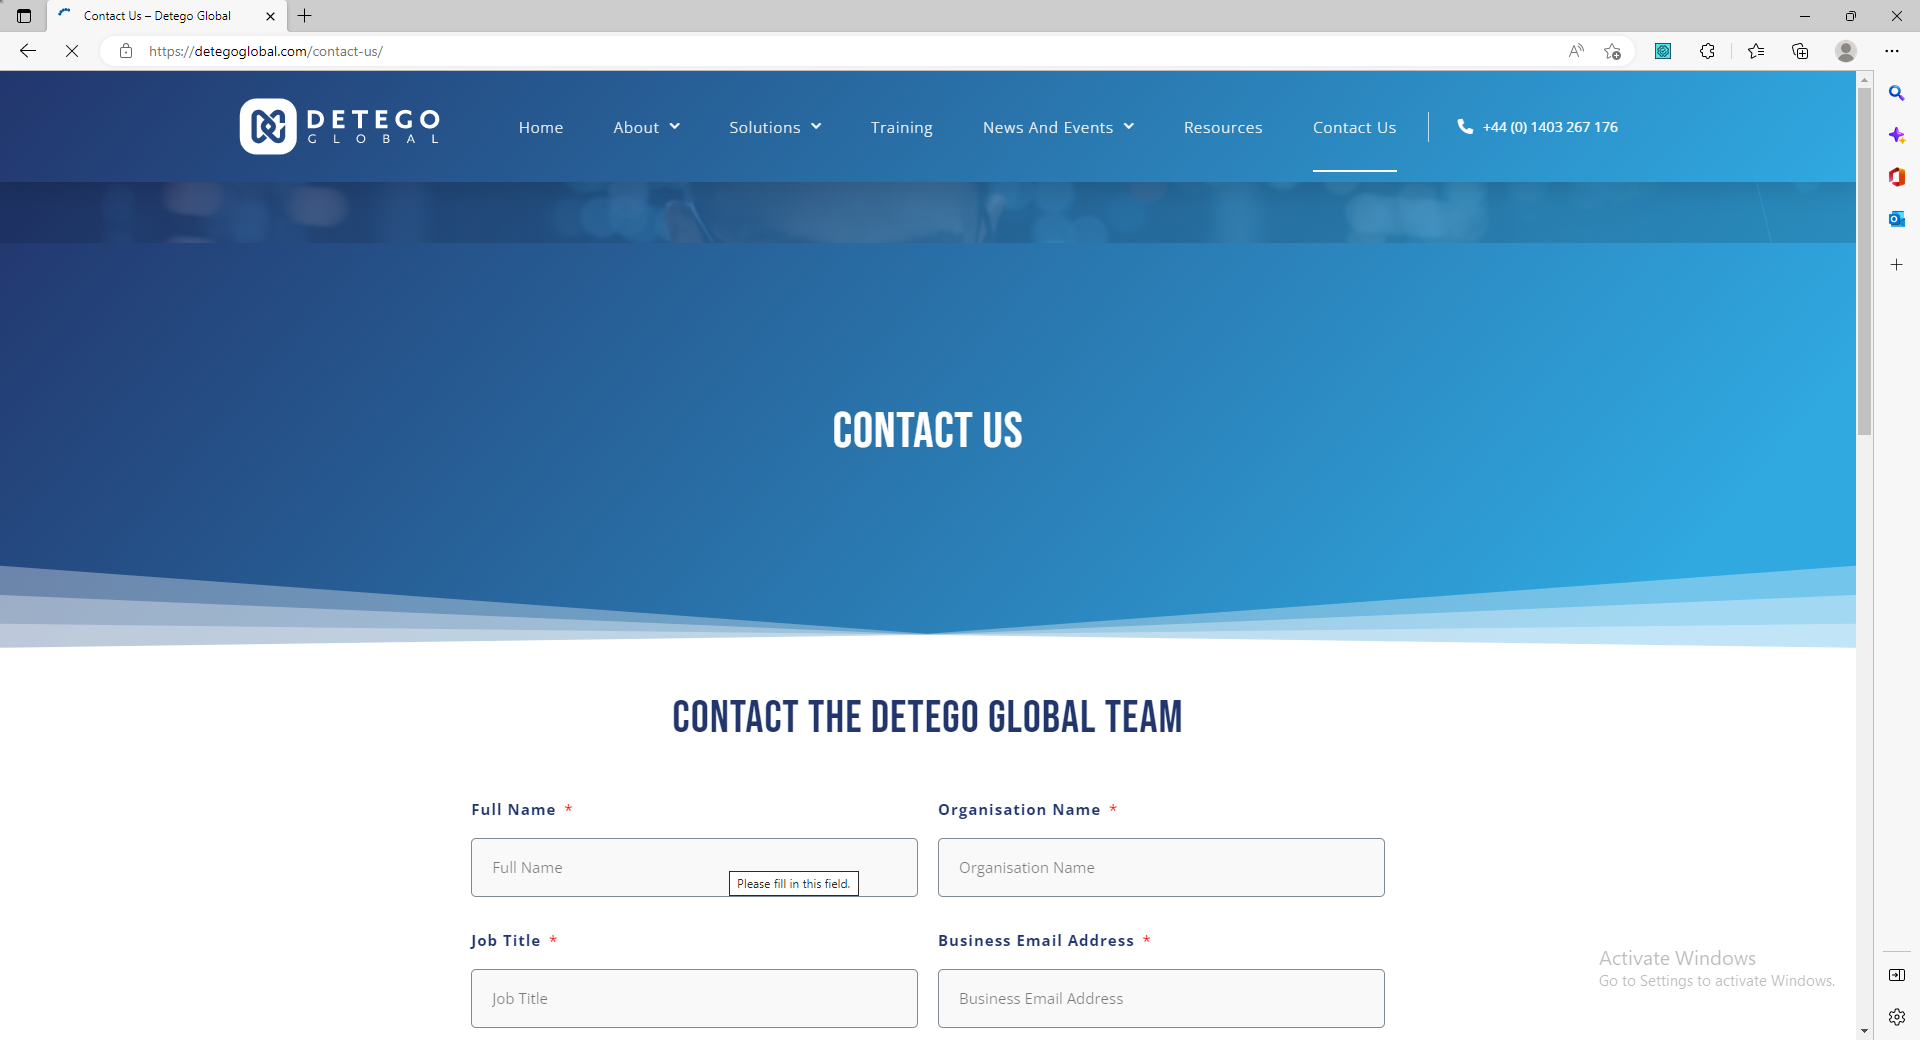 Contact Us – Detego Global
https://detegoglobal.com/contact-us/
DETEGO
GLOBAL
Home
About
Solutions
Training
News And Events
Resources
Contact Us
+44 (0) 1403 267 176
CONTACT US
CONTACT THE DETEGO GLOBAL TEAM
Full Name *
Organisation Name *
Full Name
Organisation Name
Please fill in this field.
Job Title *
Business Email Address *
Job Title
Business Email Address
Activate Windows
Go to Settings to activate Windows.